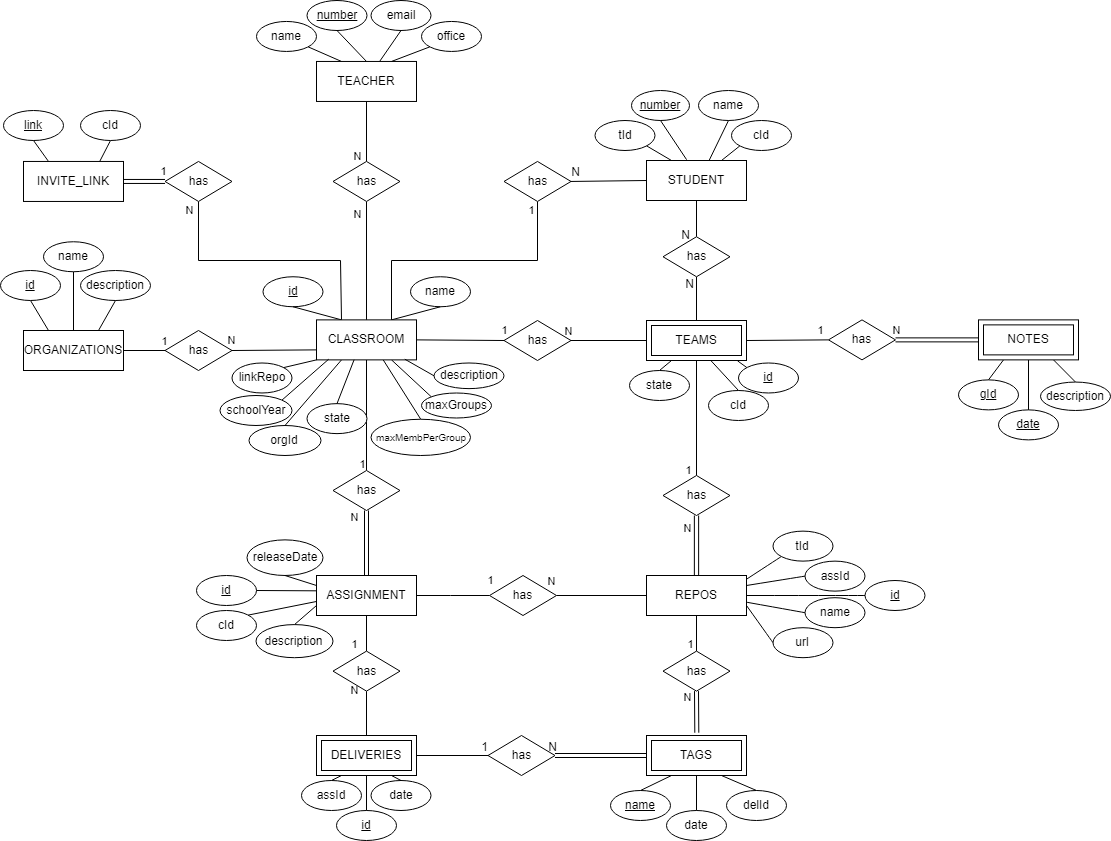 number
email
name
office
TEACHER
number
name
link
cId
tId
cId
INVITE_LINK
1
has
N
N
has
N
has
N
1
STUDENT
N
has
N
name
id
description
id
name
ORGANIZATIONS
1
has
N
CLASSROOM
1
has
N
TEAMS
1
has
N
NOTES
linkRepo
description
state
id
gId
description
schoolYear
maxGroups
cId
date
orgId
state
maxMembPerGroup
1
has
N
1
has
N
releaseDate
tId
id
assId
ASSIGNMENT
1
has
N
REPOS
id
cId
name
description
url
1
has
N
1
has
N
DELIVERIES
1
has
N
TAGS
assId
date
name
delId
id
date